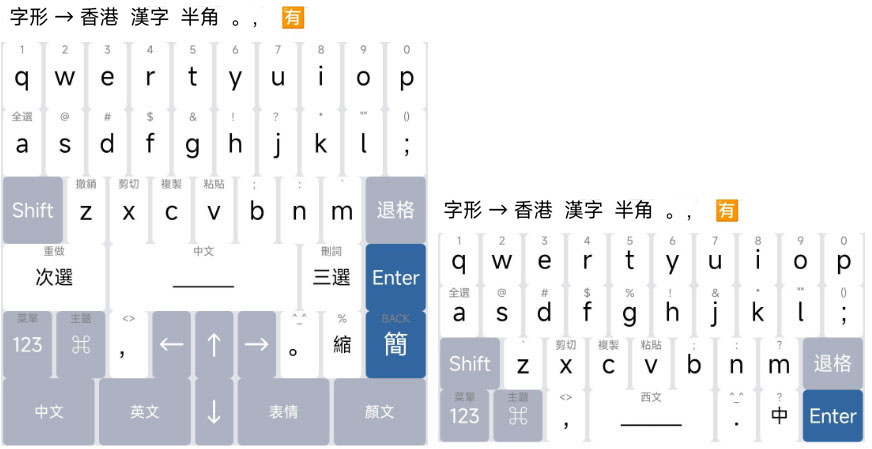 字形 → 香港 漢字 半角 。, 有
1 2 3 4 5 6 7 8 9 0
q w e r t y u i o p
全選 @ # $ & ! ? * "" ()
a s d f g h j k l ;
撤銷 剪切 複製 粘貼 ; : `
Shift z x c v b n m 退格
重做 中文 刪詞
次選 三選 Enter
菜單 主題 <> ^_^ % BACK
123 ⌘ , ← ↑ → 。 縮 簡
中文 英文 ↓ 表情 顏文
字形 → 香港 漢字 半角 。, 有
1 2 3 4 5 6 7 8 9 0
q w e r t y u i o p
全選 @ # $ % ! & * "" ()
a s d f g h j k l ;
` 剪切 複製 粘貼 ; : ?
Shift z x c v b n m 退格
菜單 主題 <> 西文 ^_^ ?
123 ⌘ , . 中 Enter